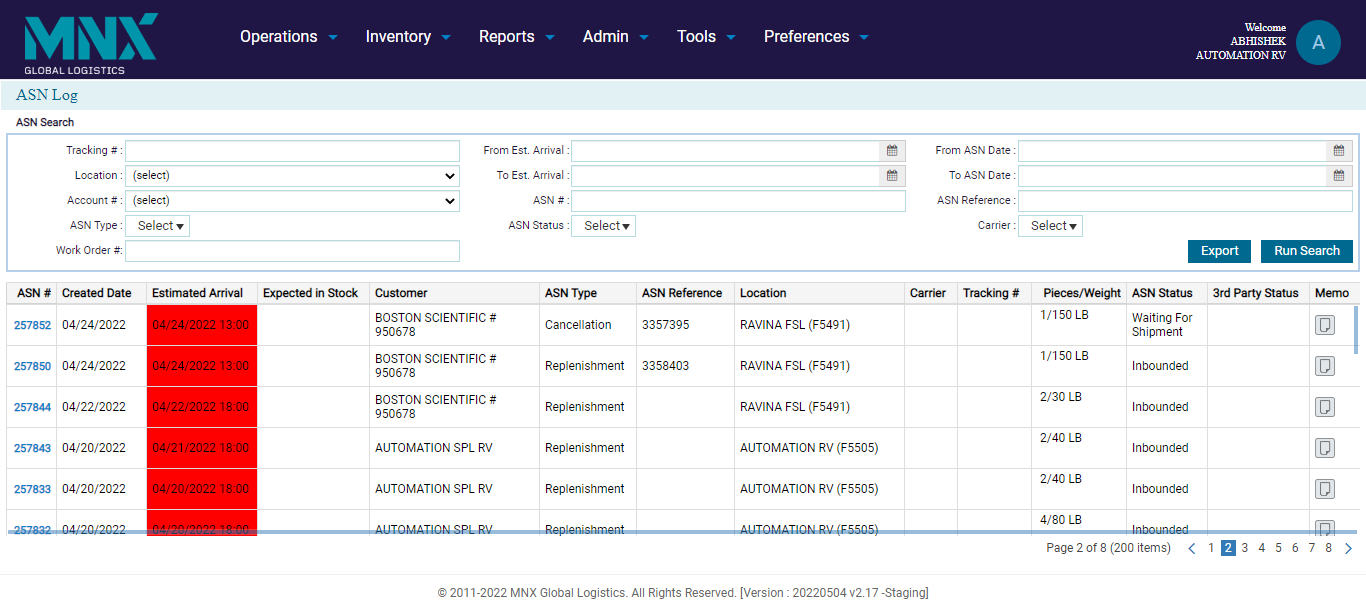 MNX
GLOBAL LOGISTICS
Operations Inventory Reports Admin Tools Preferences
Welcome
ABHISHEK
AUTOMATION RV
A
ASN Log
ASN Search
Tracking # : From Est. Arrival : From ASN Date :
Location : (select) To Est. Arrival : To ASN Date :
Account # : (select) ASN # : ASN Reference :
ASN Type : Select ASN Status : Select Carrier : Select
Work Order #: Export Run Search
ASN # Created Date Estimated Arrival Expected in Stock Customer ASN Type ASN Reference Location Carrier Tracking # Pieces/Weight ASN Status 3rd Party Status Memo
257852 04/24/2022 04/24/2022 13:00 BOSTON SCIENTIFIC # 950678 Cancellation 3357395 RAVINA FSL (F5491) 1/150 LB Waiting For Shipment
257850 04/24/2022 04/24/2022 13:00 BOSTON SCIENTIFIC # 950678 Replenishment 3358403 RAVINA FSL (F5491) 1/150 LB Inbounded
257844 04/22/2022 04/22/2022 18:00 BOSTON SCIENTIFIC # 950678 Replenishment RAVINA FSL (F5491) 2/30 LB Inbounded
257843 04/20/2022 04/21/2022 18:00 AUTOMATION SPL RV Replenishment AUTOMATION RV (F5505) 2/40 LB Inbounded
257833 04/20/2022 04/20/2022 18:00 AUTOMATION SPL RV Replenishment AUTOMATION RV (F5505) 2/40 LB Inbounded
257832 04/20/2022 04/20/2022 18:00 AUTOMATION SPL RV Replenishment AUTOMATION RV (F5505) 4/80 LB Inbounded
Page 2 of 8 (200 items) 1 2 3 4 5 6 7 8
© 2011-2022 MNX Global Logistics. All Rights Reserved. [Version : 20220504 v2.17 -Staging]